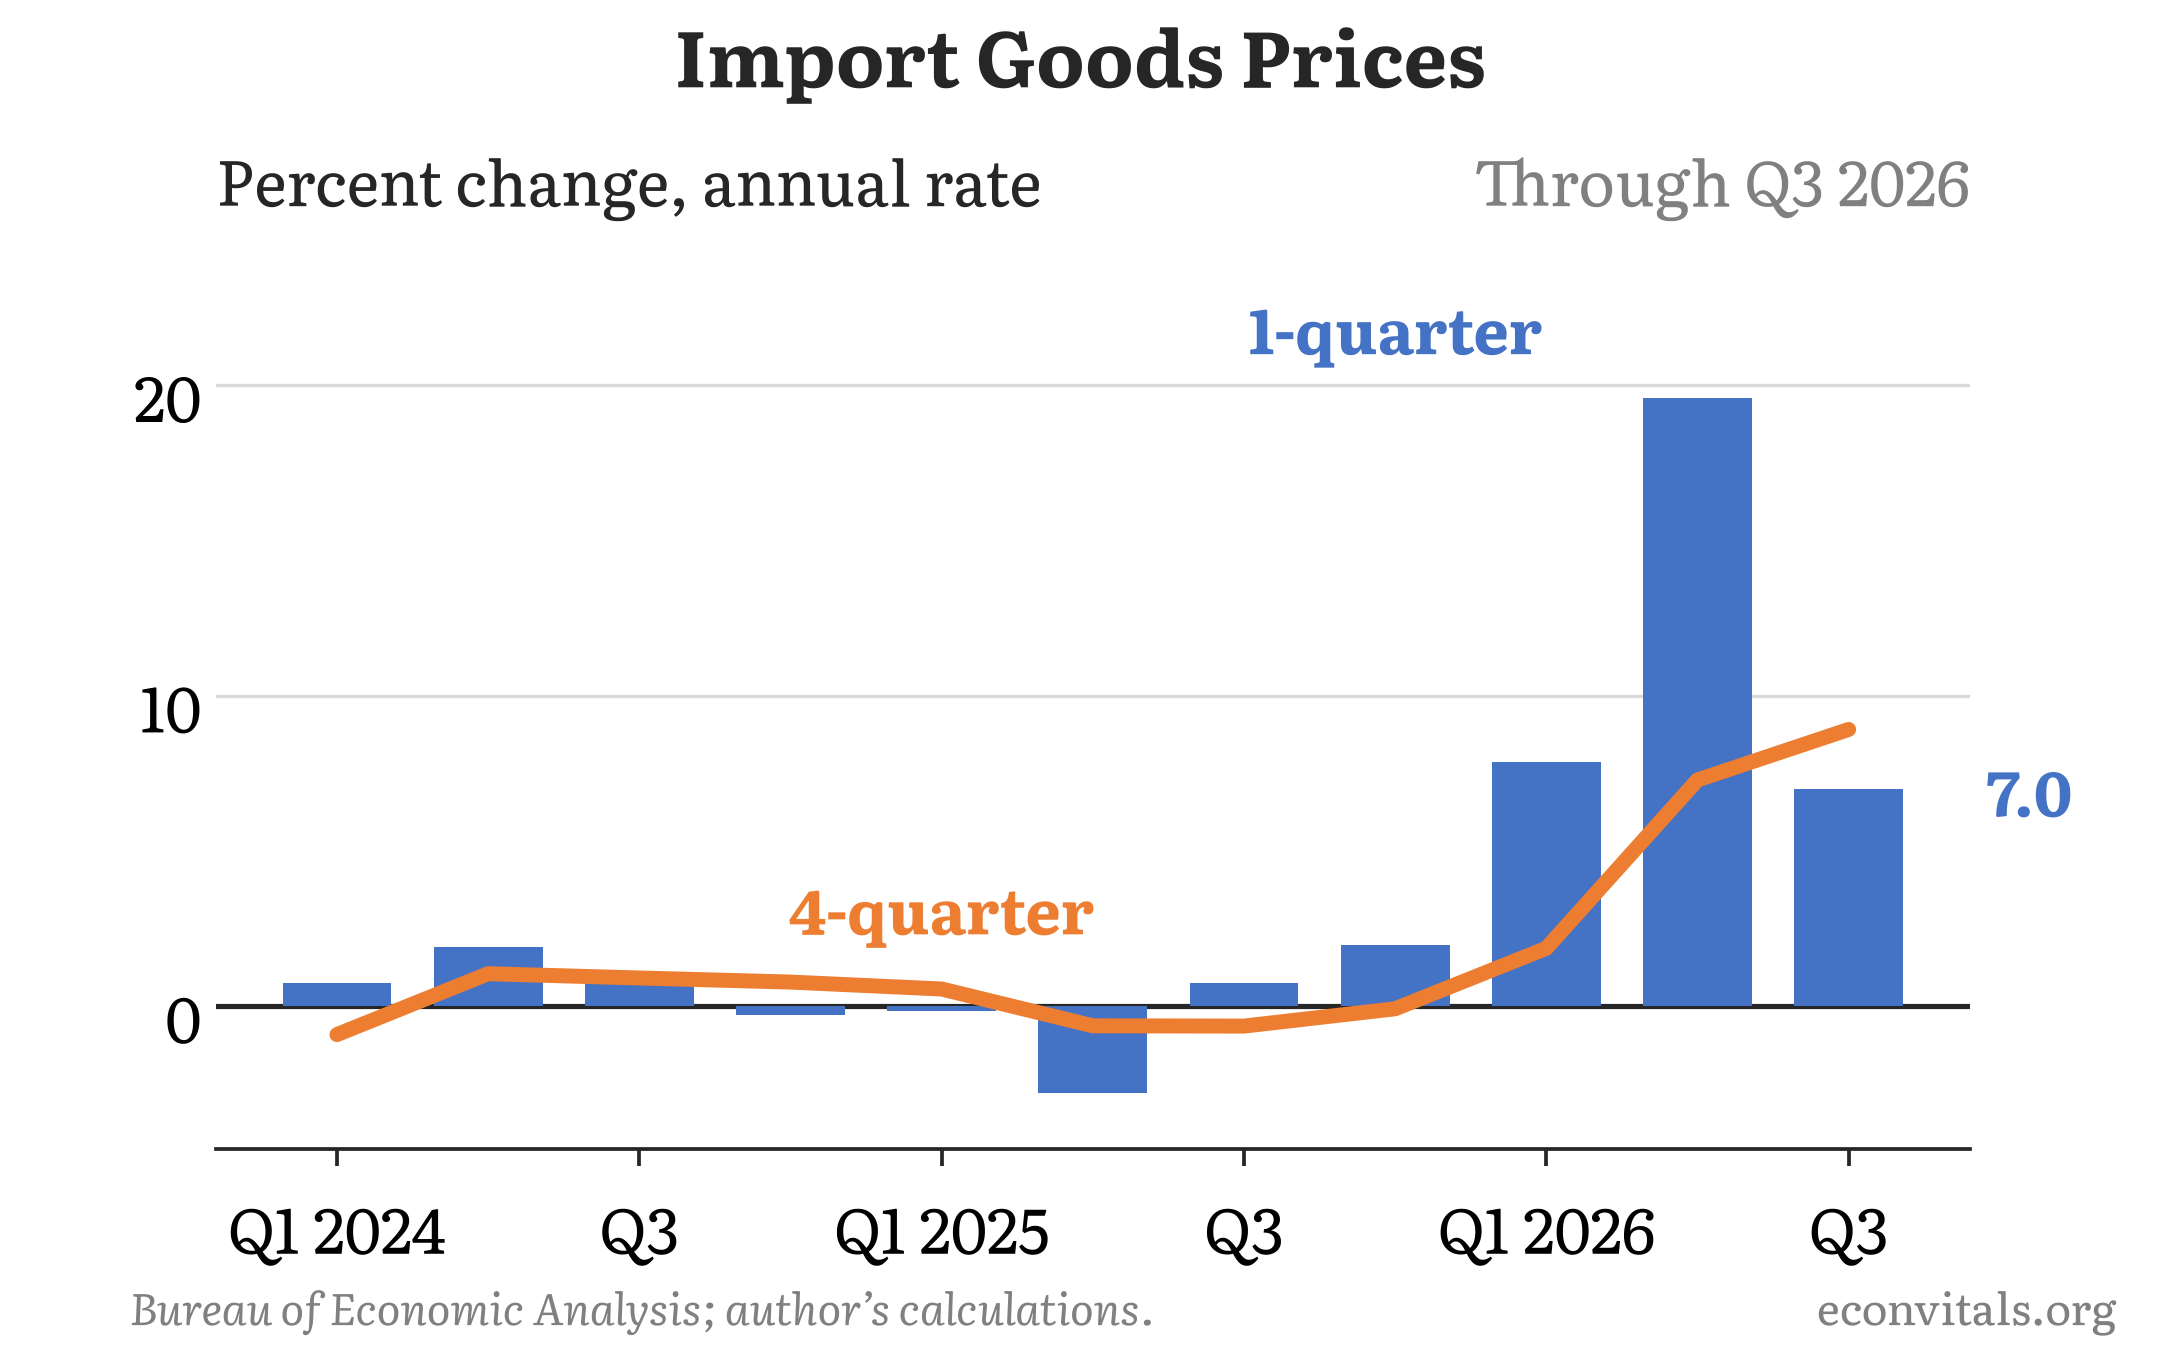 Import Goods Prices
Percent change, annual rate
Through Q3 2026
1-quarter
20
10
7.0
4-quarter
0
Q1 2024 Q3 Q1 2025 Q3 Q1 2026 Q3
Bureau of Economic Analysis; author’s calculations.
econvitals.org